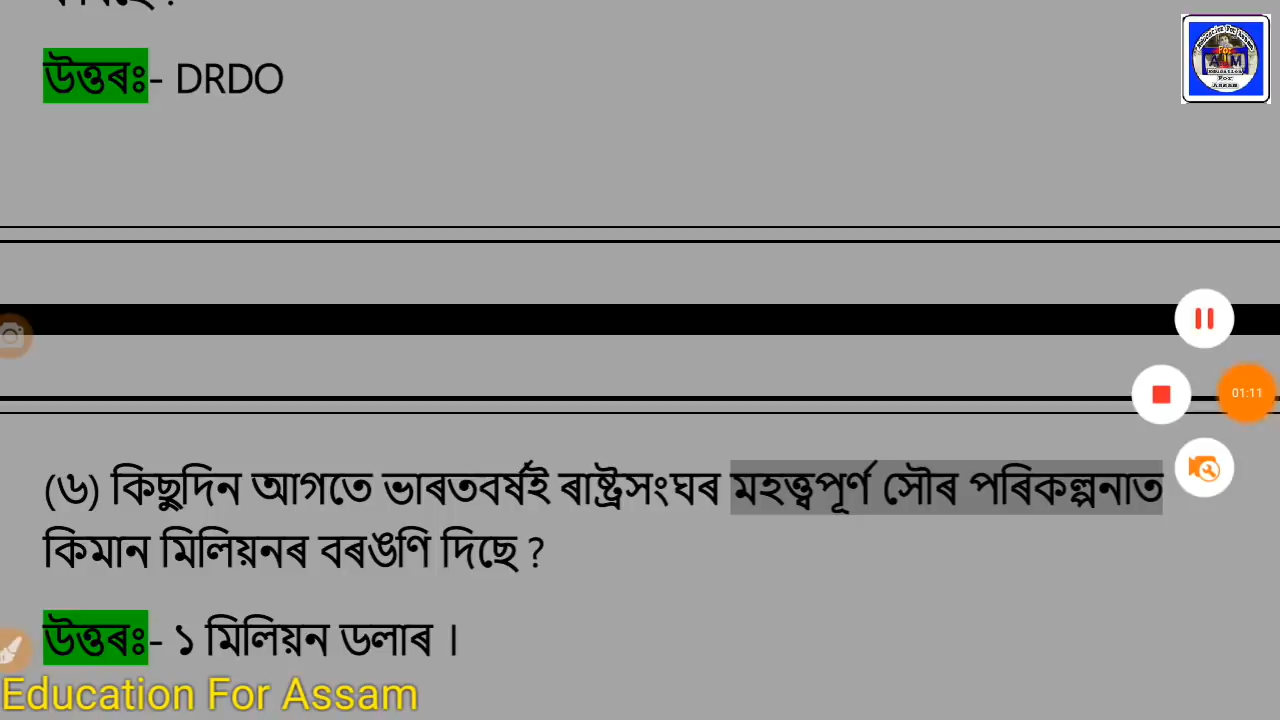 উত্তৰঃ- DRDO
(৬) কিছুদিন আগতে ভাৰতবৰ্ষই ৰাষ্ট্ৰসংঘৰ মহত্ত্বপূৰ্ণ সৌৰ পৰিকল্পনাত
কিমান মিলিয়নৰ বৰঙণি দিছে ?
উত্তৰঃ- ১ মিলিয়ন ডলাৰ ।
Education For Assam
01:11